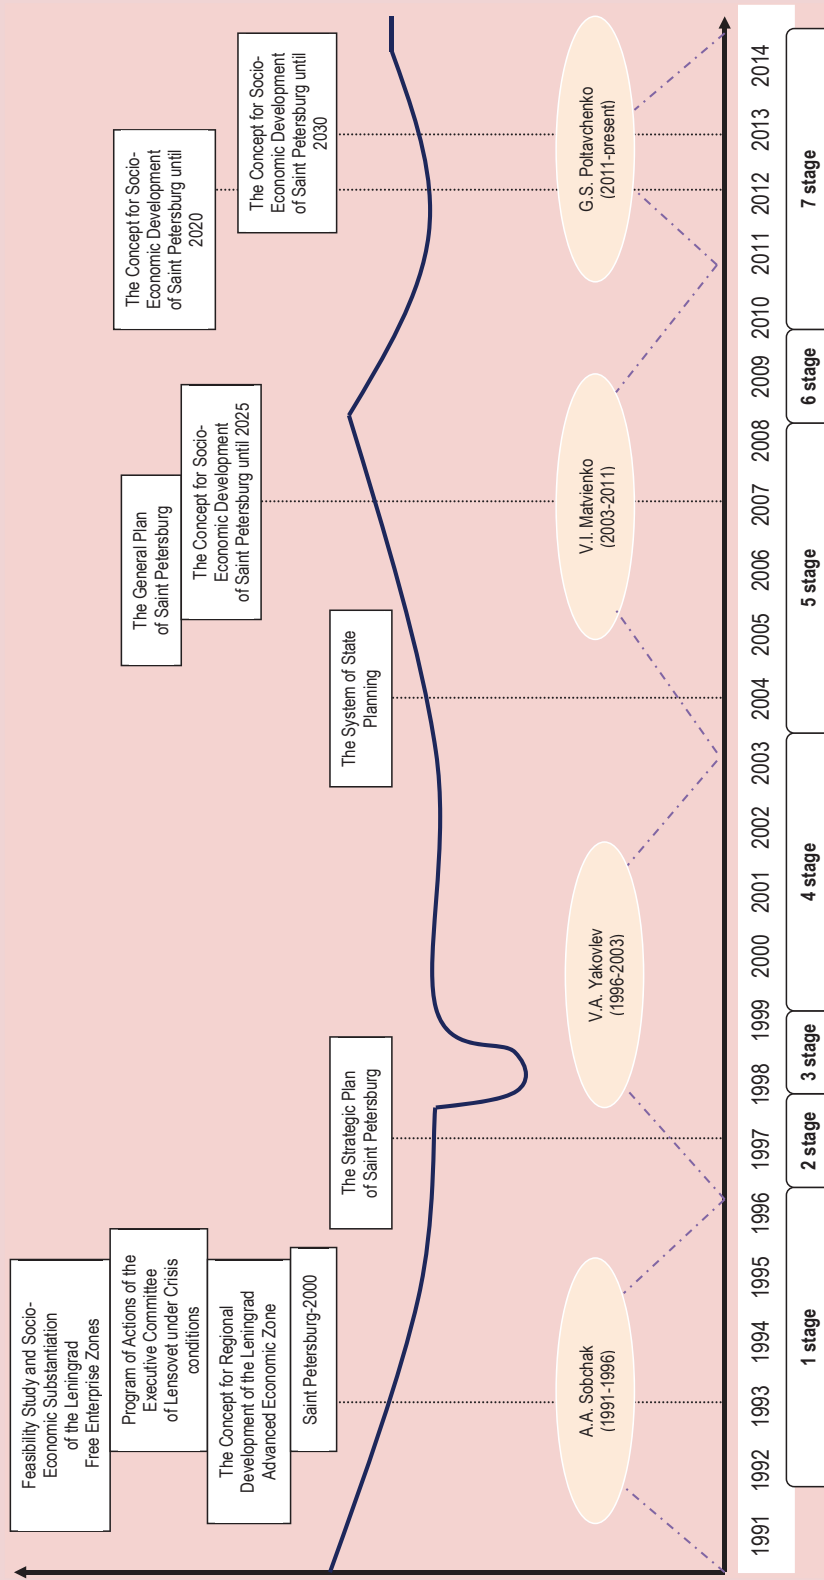 Feasibility Study and Socio-
Economic Substantiation
of the Leningrad
Free Enterprise Zones
Program of Actions of the
Executive Committee
of Lensovet under Crisis
conditions
The Concept for Regional
Development of the Leningrad
Advanced Economic Zone
Saint Petersburg-2000
The Strategic Plan
of Saint Petersburg
The System of State
Planning
The General Plan
of Saint Petersburg
The Concept for Socio-
Economic Development
of Saint Petersburg until 2025
The Concept for Socio-
Economic Development
of Saint Petersburg until
2020
The Concept for Socio-
Economic Development
of Saint Petersburg until
2030
A.A. Sobchak
(1991-1996)
V.A. Yakovlev
(1996-2003)
V.I. Matvienko
(2003-2011)
G.S. Poltavchenko
(2011-present)
1991 1992 1993 1994 1995 1996 1997 1998 1999 2000 2001 2002 2003 2004 2005 2006 2007 2008 2009 2010 2011 2012 2013 2014
1 stage 2 stage 3 stage 4 stage 5 stage 6 stage 7 stage